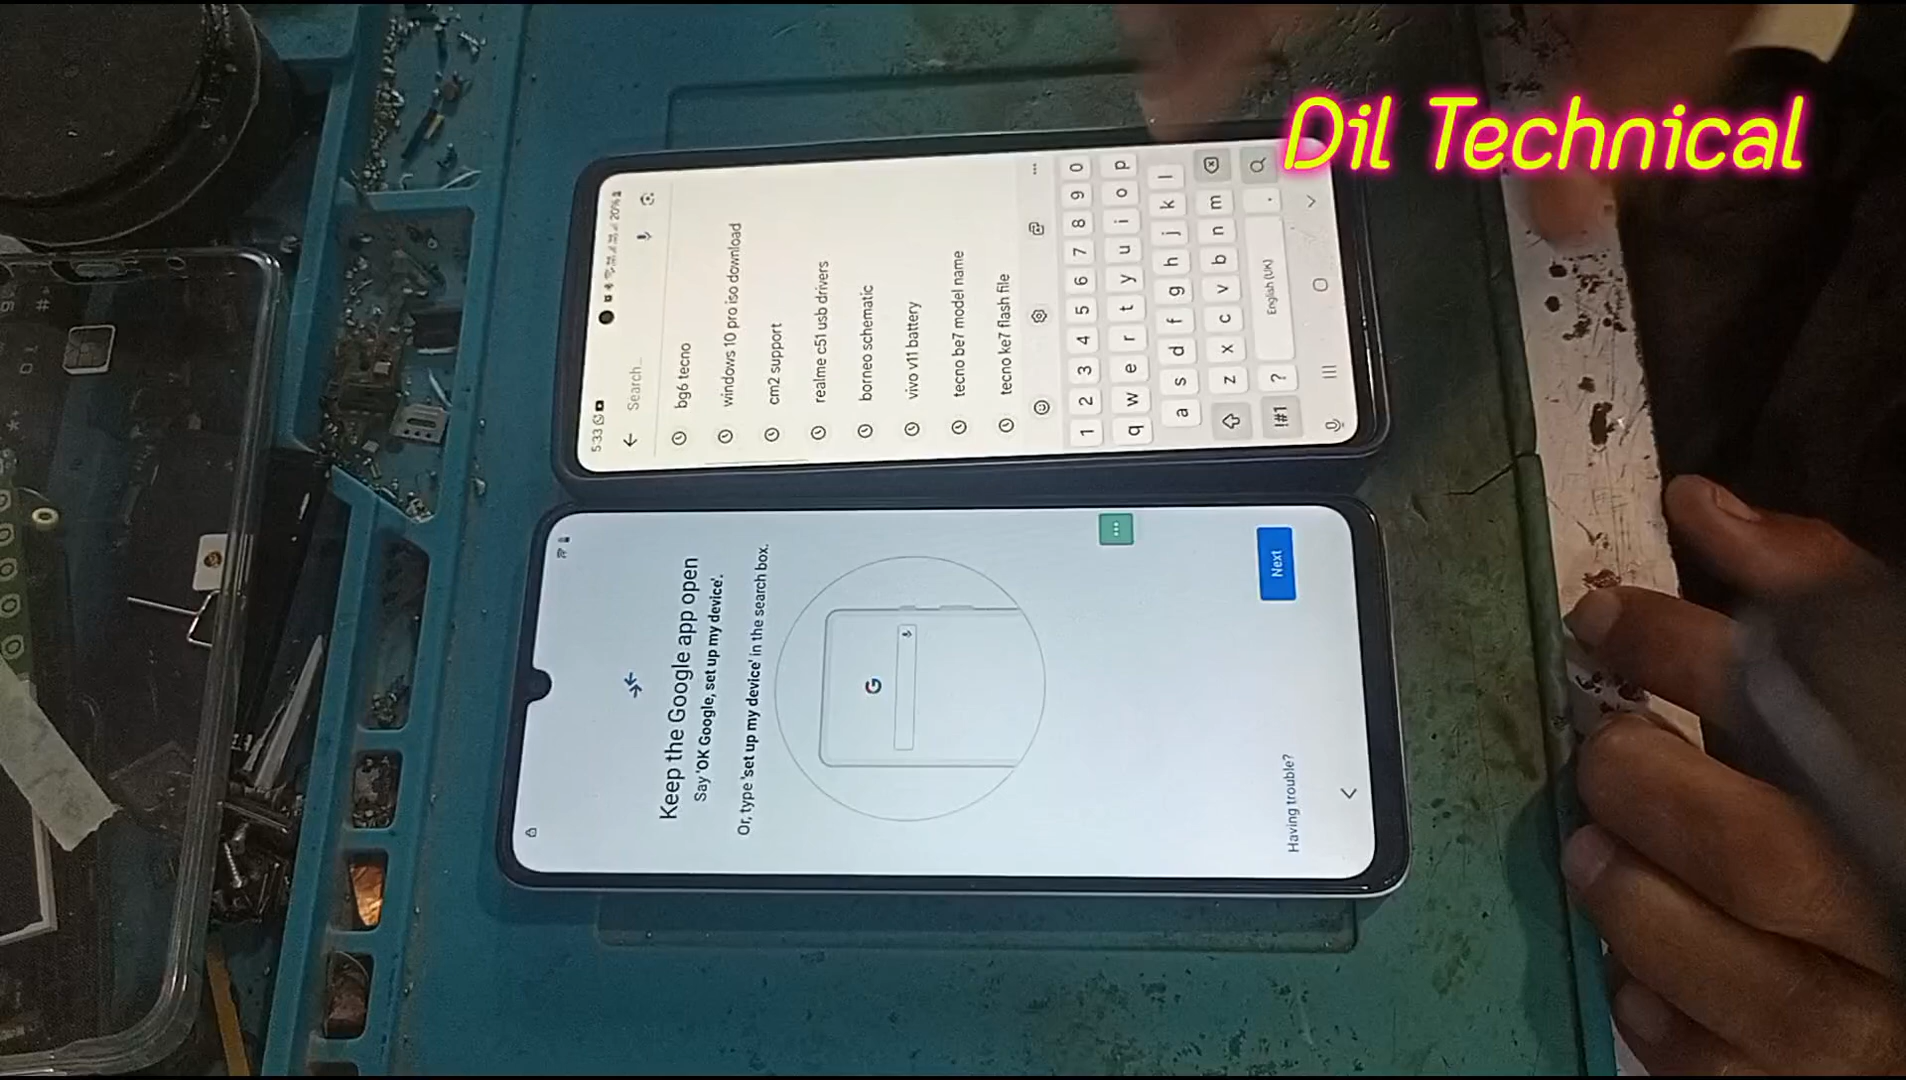 Dil Technical
5:33
20%
Search...
bg6 tecno
windows 10 pro iso download
cm2 support
realme c51 usb drivers
borneo schematic
vivo v11 battery
tecno be7 model name
tecno ke7 flash file
1 2 3 4 5 6 7 8 9 0
q w e r t y u i o p
a s d f g h j k l
z x c v b n m
!#1 ? English (UK) .
Keep the Google app open
Say 'OK Google, set up my device'.
Or, type 'set up my device' in the search box.
G
Having trouble?
Next